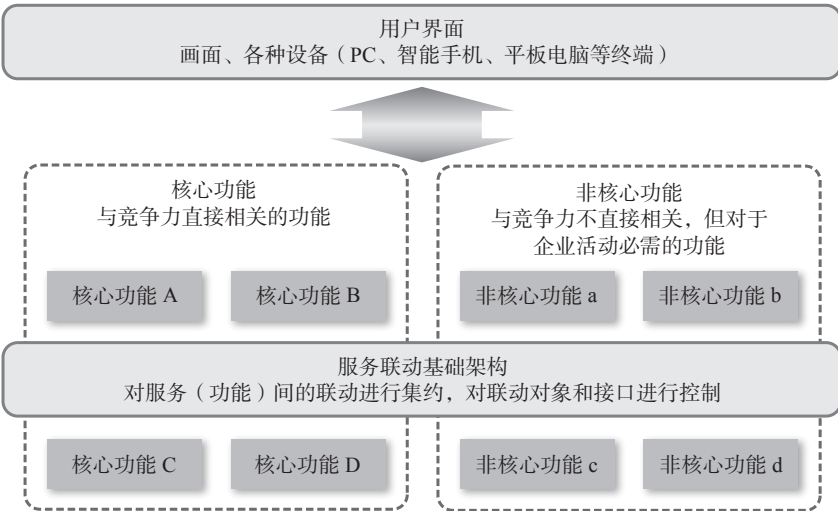 用户界面
画面、各种设备（PC、智能手机、平板电脑等终端）
核心功能
与竞争力直接相关的功能
非核心功能
与竞争力不直接相关，但对于
企业活动必需的功能
核心功能 A
核心功能 B
非核心功能 a
非核心功能 b
服务联动基础架构
对服务（功能）间的联动进行集约，对联动对象和接口进行控制
核心功能 C
核心功能 D
非核心功能 c
非核心功能 d